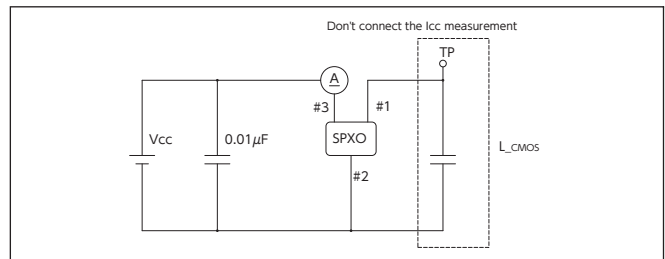 Don't connect the Icc measurement
TP
A
#3
#1
Vcc
0.01μF
SPXO
L_CMOS
#2